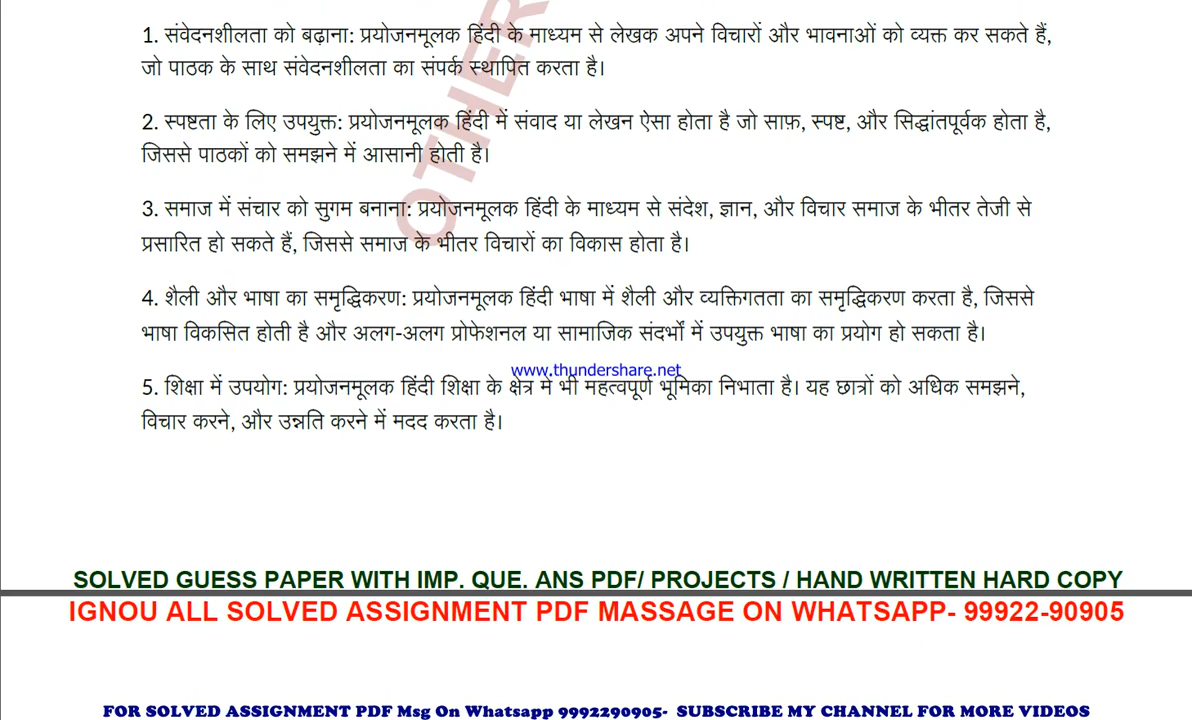 OTHER
1. संवेदनशीलता को बढ़ाना: प्रयोजनमूलक हिंदी के माध्यम से लेखक अपने विचारों और भावनाओं को व्यक्त कर सकते हैं,
जो पाठक के साथ संवेदनशीलता का संपर्क स्थापित करता है।
2. स्पष्टता के लिए उपयुक्त: प्रयोजनमूलक हिंदी में संवाद या लेखन ऐसा होता है जो साफ़, स्पष्ट, और सिद्धांतपूर्वक होता है,
जिससे पाठकों को समझने में आसानी होती है।
3. समाज में संचार को सुगम बनाना: प्रयोजनमूलक हिंदी के माध्यम से संदेश, ज्ञान, और विचार समाज के भीतर तेजी से
प्रसारित हो सकते हैं, जिससे समाज के भीतर विचारों का विकास होता है।
4. शैली और भाषा का समृद्धिकरण: प्रयोजनमूलक हिंदी भाषा में शैली और व्यक्तिगतता का समृद्धिकरण करता है, जिससे
भाषा विकसित होती है और अलग-अलग प्रोफेशनल या सामाजिक संदर्भों में उपयुक्त भाषा का प्रयोग हो सकता है।
www.thundershare.net
5. शिक्षा में उपयोग: प्रयोजनमूलक हिंदी शिक्षा के क्षेत्र में भी महत्वपूर्ण भूमिका निभाता है। यह छात्रों को अधिक समझने,
विचार करने, और उन्नति करने में मदद करता है।
SOLVED GUESS PAPER WITH IMP. QUE. ANS PDF/ PROJECTS / HAND WRITTEN HARD COPY
IGNOU ALL SOLVED ASSIGNMENT PDF MASSAGE ON WHATSAPP- 99922-90905
FOR SOLVED ASSIGNMENT PDF Msg On Whatsapp 9992290905- SUBSCRIBE MY CHANNEL FOR MORE VIDEOS